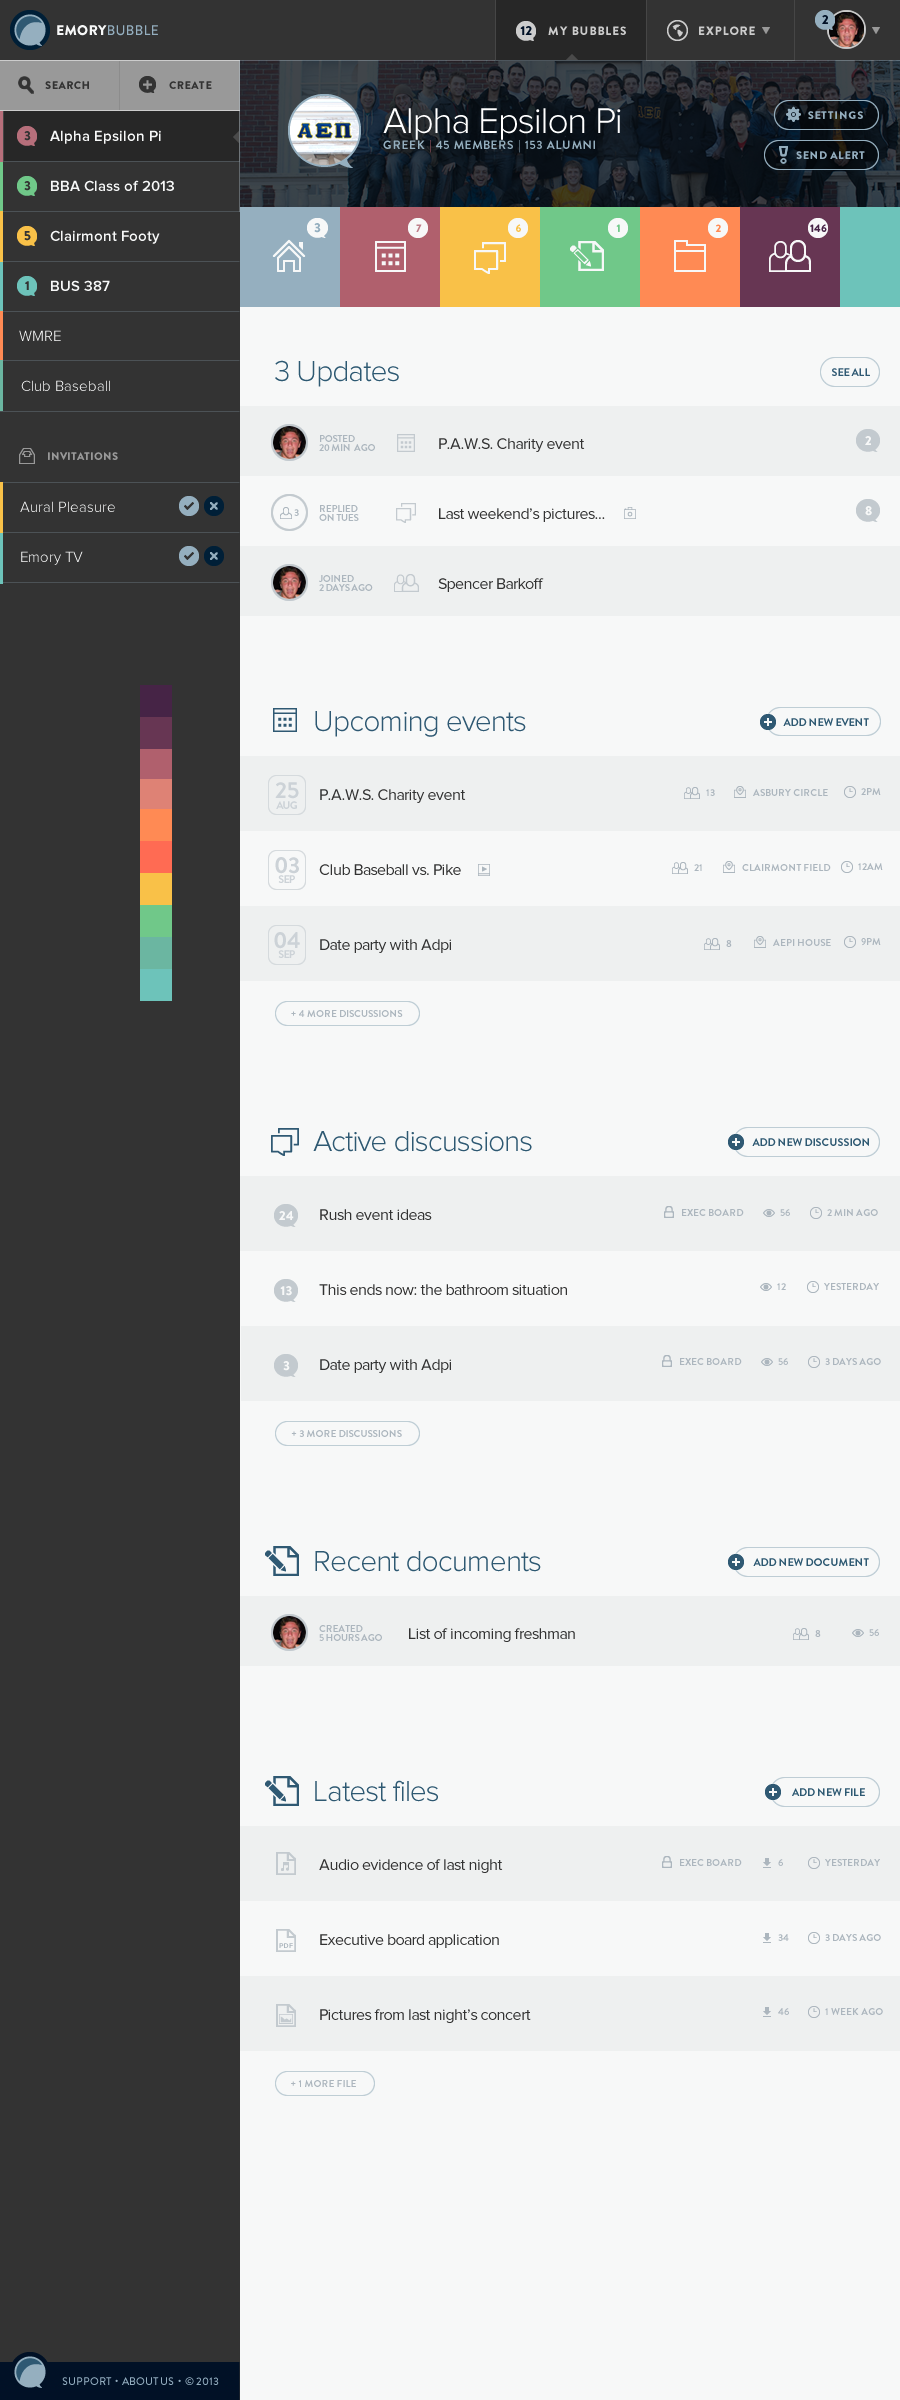 EMORYBUBBLE
12 MY BUBBLES
EXPLORE
2
SEARCH
CREATE
3 Alpha Epsilon Pi
3 BBA Class of 2013
5 Clairmont Footy
1 BUS 387
WMRE
Club Baseball
INVITATIONS
Aural Pleasure
Emory TV
ΑΕΠ
Alpha Epsilon Pi
GREEK | 45 MEMBERS | 153 ALUMNI
SETTINGS
SEND ALERT
3
7
6
1
2
146
3 Updates
SEE ALL
POSTED
20 MIN AGO
P.A.W.S. Charity event
2
3
REPLIED
ON TUES
Last weekend's pictures...
8
JOINED
2 DAYS AGO
Spencer Barkoff
Upcoming events
ADD NEW EVENT
25
AUG
P.A.W.S. Charity event
13 ASBURY CIRCLE 2PM
03
SEP
Club Baseball vs. Pike
21 CLAIRMONT FIELD 12AM
04
SEP
Date party with Adpi
8 AEPI HOUSE 9PM
+ 4 MORE DISCUSSIONS
Active discussions
ADD NEW DISCUSSION
24 Rush event ideas
EXEC BOARD 56 2 MIN AGO
13 This ends now: the bathroom situation
12 YESTERDAY
3 Date party with Adpi
EXEC BOARD 56 3 DAYS AGO
+ 3 MORE DISCUSSIONS
Recent documents
ADD NEW DOCUMENT
CREATED
5 HOURS AGO
List of incoming freshman
8 56
Latest files
ADD NEW FILE
Audio evidence of last night
EXEC BOARD 6 YESTERDAY
PDF
Executive board application
34 3 DAYS AGO
Pictures from last night's concert
46 1 WEEK AGO
+ 1 MORE FILE
SUPPORT • ABOUT US • © 2013